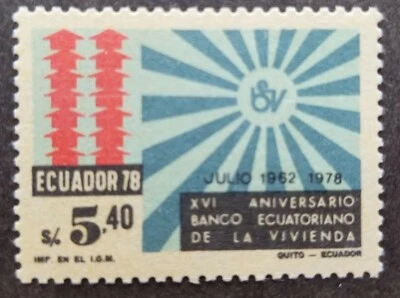 BV
JULIO 1962 1978
ECUADOR 78
XVI ANIVERSARIO
BANCO ECUATORIANO
DE LA VIVIENDA
S/. 5,40
IMP. EN EL I.G.M.
QUITO - ECUADOR